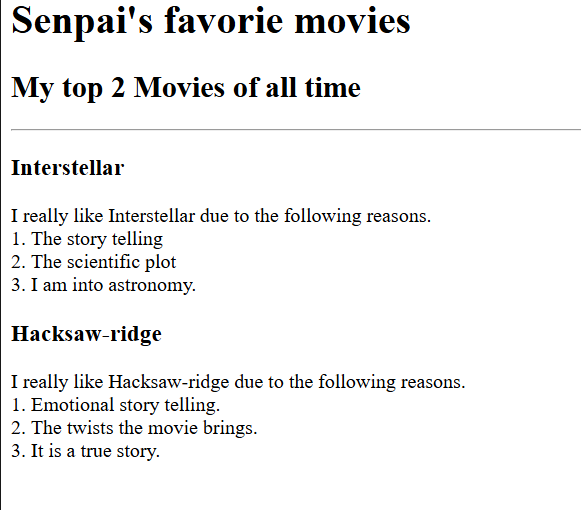 Senpai's favorie movies
My top 2 Movies of all time
Interstellar
I really like Interstellar due to the following reasons.
1. The story telling
2. The scientific plot
3. I am into astronomy.
Hacksaw-ridge
I really like Hacksaw-ridge due to the following reasons.
1. Emotional story telling.
2. The twists the movie brings.
3. It is a true story.